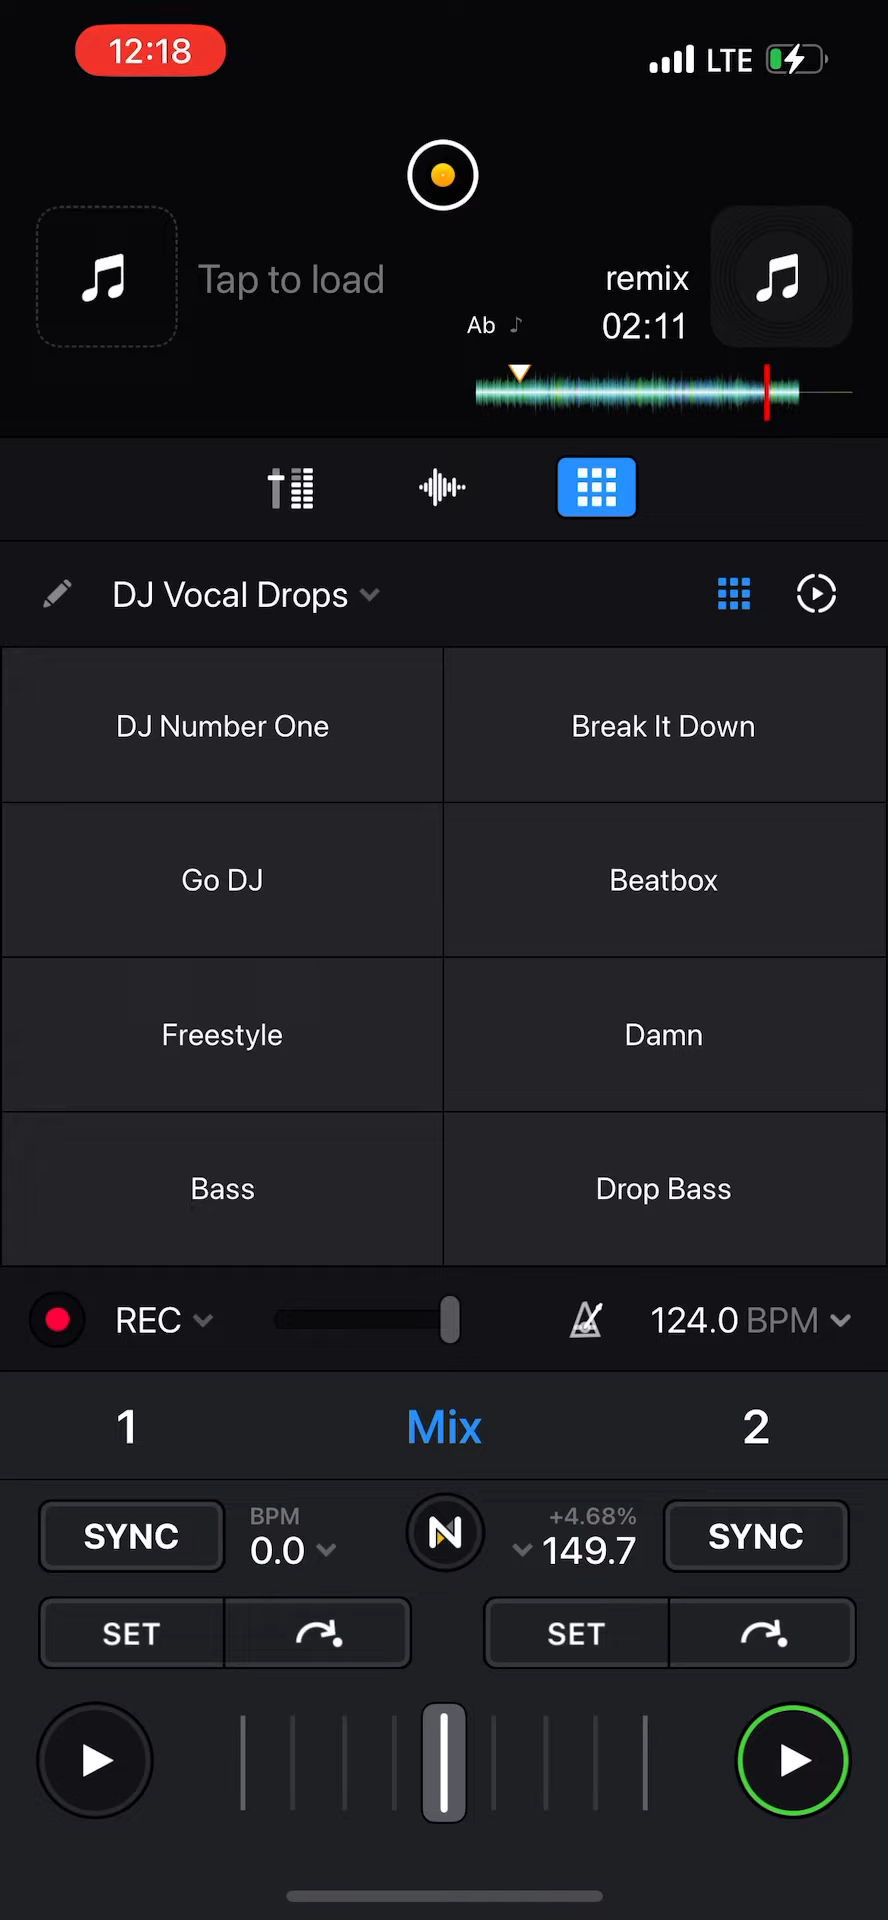 12:18
LTE
Tap to load
remix
Ab
02:11
DJ Vocal Drops
DJ Number One
Break It Down
Go DJ
Beatbox
Freestyle
Damn
Bass
Drop Bass
REC
124.0 BPM
1
Mix
2
SYNC
BPM
0.0
N
+4.68%
149.7
SYNC
SET
SET